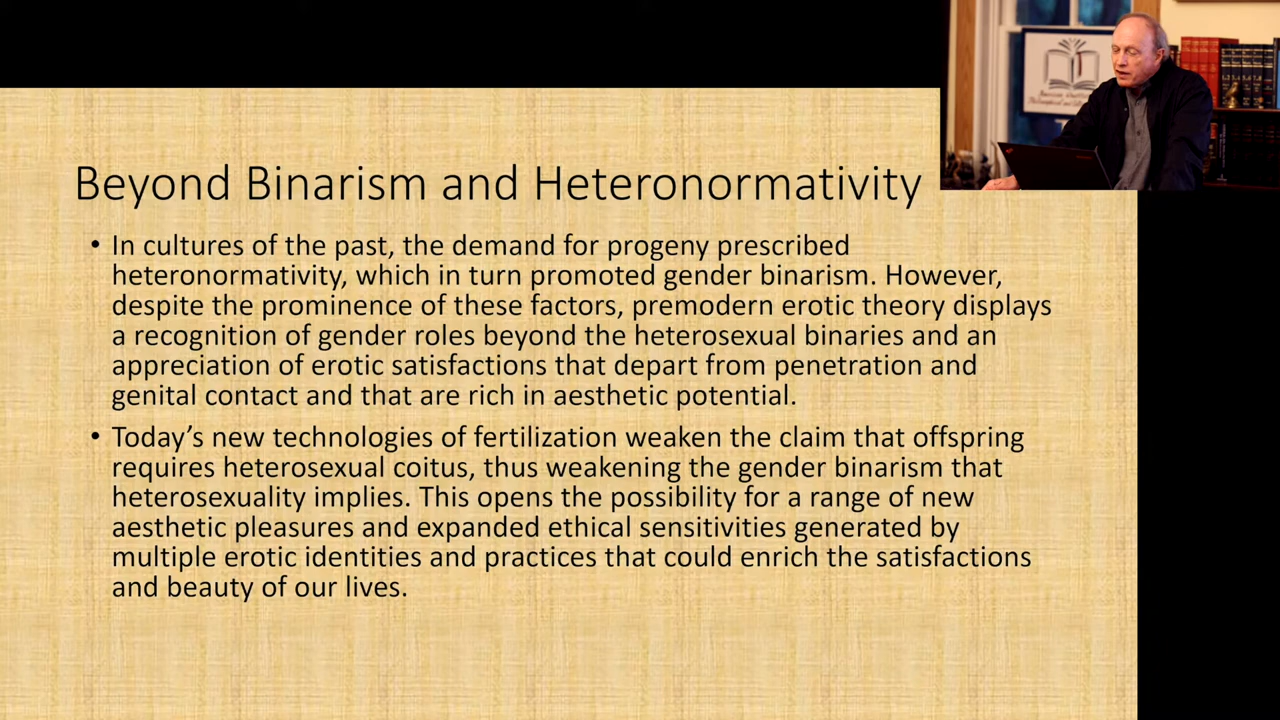 Beyond Binarism and Heteronormativity
• In cultures of the past, the demand for progeny prescribed
heteronormativity, which in turn promoted gender binarism. However,
despite the prominence of these factors, premodern erotic theory displays
a recognition of gender roles beyond the heterosexual binaries and an
appreciation of erotic satisfactions that depart from penetration and
genital contact and that are rich in aesthetic potential.
• Today’s new technologies of fertilization weaken the claim that offspring
requires heterosexual coitus, thus weakening the gender binarism that
heterosexuality implies. This opens the possibility for a range of new
aesthetic pleasures and expanded ethical sensitivities generated by
multiple erotic identities and practices that could enrich the satisfactions
and beauty of our lives.